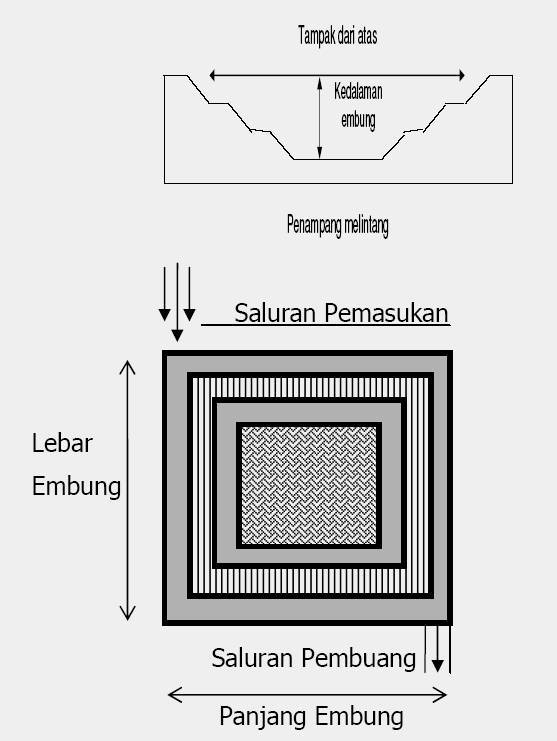 Tampak dari atas
Kedalaman
embung
Penampang melintang
Saluran Pemasukan
Lebar
Embung
Saluran Pembuang
Panjang Embung